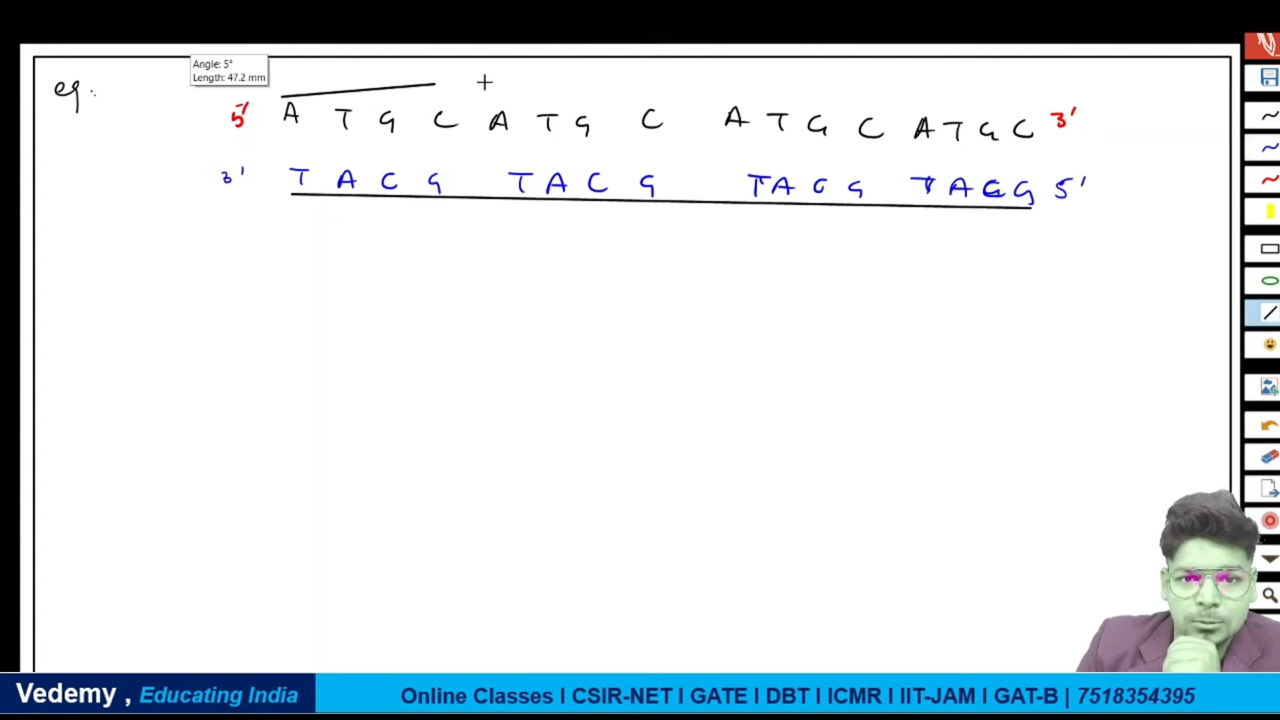 Angle: 5°
Length: 47.2 mm
eg.
5' A T G C A T G C A T G C A T G C 3'
3' T A C G T A C G T A C G T A C G 5'
Vedemy , Educating India
Online Classes I CSIR-NET I GATE I DBT I ICMR I IIT-JAM I GAT-B | 7518354395